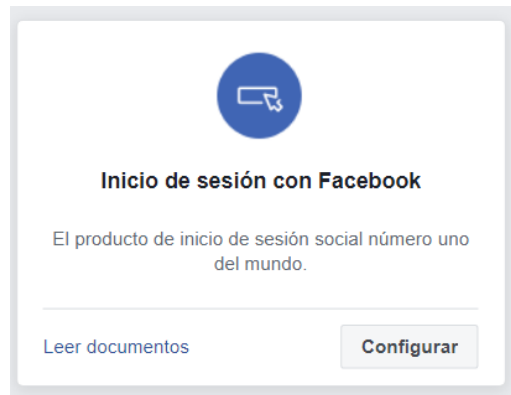 Inicio de sesión con Facebook
El producto de inicio de sesión social número uno
del mundo.
Leer documentos
Configurar